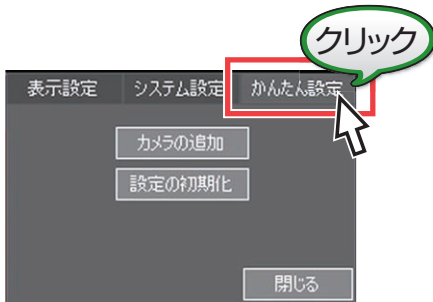 クリック
表示設定 システム設定 かんたん設定
カメラの追加
設定の初期化
閉じる